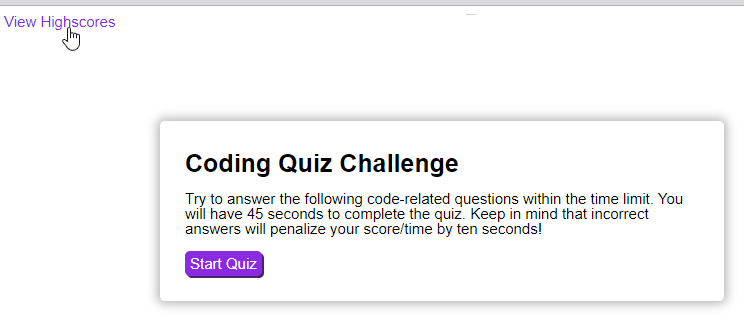 View Highscores
Coding Quiz Challenge
Try to answer the following code-related questions within the time limit. You
will have 45 seconds to complete the quiz. Keep in mind that incorrect
answers will penalize your score/time by ten seconds!
Start Quiz